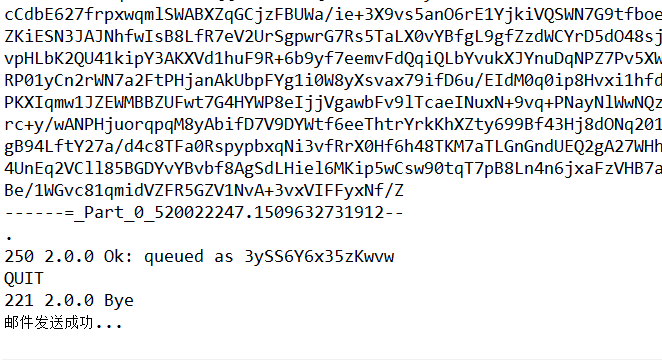 cCdbE627frpxwqmlSWABXZqGCjzFBUWa/ie+3X9vs5anO6rE1YjkiVQSWN7G9tfboe
ZKiESN3JAJNhfwIsB8LfR7eV2UrSgpwrG7Rs5TaLX0vYBfgL9gfZzdWCYrD5dO48sj
vpHLbK2QU41kipY3AKXVd1huF9R+6b9yf7eemvFdQqiQLbYvukXJYnuDqNPZ7Pv5XW
RP01yCn2rWN7a2FtPHjanAkUbpFYg1i0W8yXsvax79ifD6u/EIdM0q0ip8Hvxi1hfd
PKXIqmw1JZEWMBBZUFwt7G4HYWP8eIjjVgawbFv9lTcaeINuxN+9vq+PNayNlWwNQz
rc+y/wANPHjuorqpqM8yAbifD7V9DYWtf6eeThtrYrkKhXZty699Bf43Hj8dONq201
gB94LftY27a/d4c8TFa0RspypbxqNi3vfRrX0Hf6h48TKM7aTLGnGndUEQ2gA27WHh
4UnEq2VCll85BGDYvYBvbf8AgSdLHiel6MKip5wCsw90tqT7pB8Ln4n6jxaFzVHB7a
Be/1WGvc81qmidVZFR5GZV1NvA+3vxVIFFyxNf/Z
------=_Part_0_520022247.1509632731912--
.
250 2.0.0 Ok: queued as 3ySS6Y6x35zKwvw
QUIT
221 2.0.0 Bye
邮件发送成功...